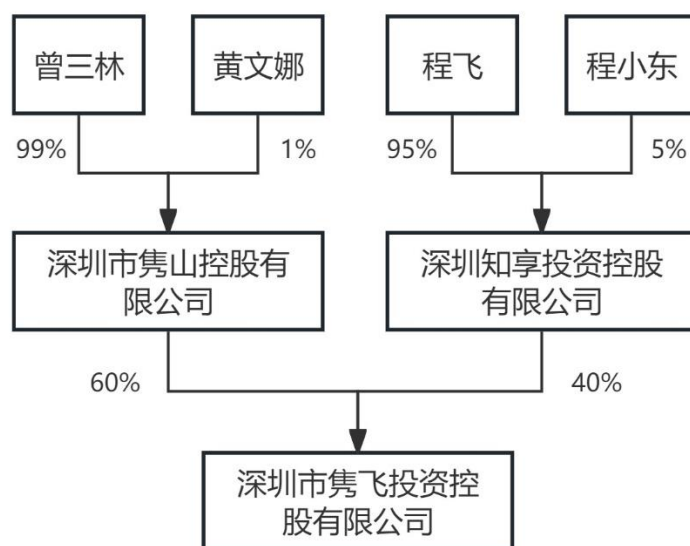 曾三林
黄文娜
程飞
程小东
99%
1%
95%
5%
深圳市隽山控股有
限公司
深圳知享投资控股
有限公司
60%
40%
深圳市隽飞投资控
股有限公司